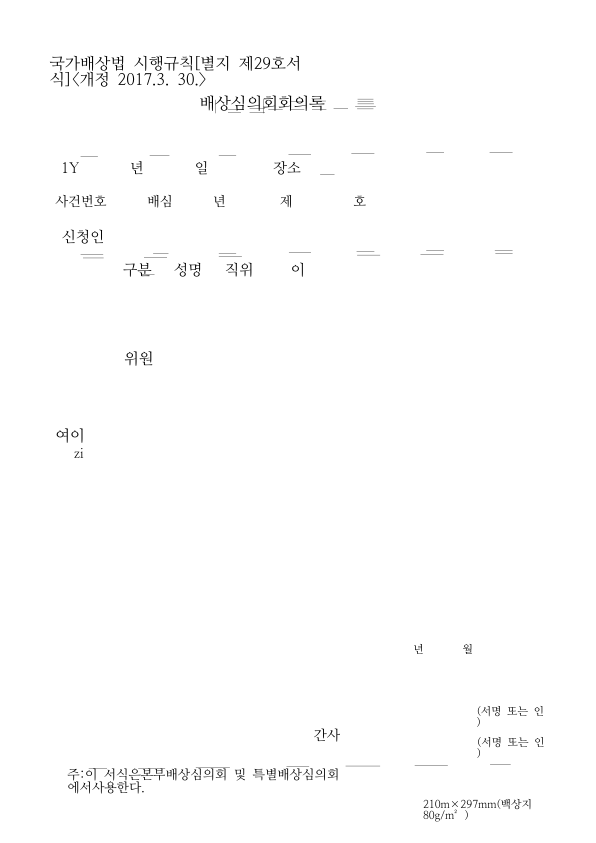 국가배상법 시행규칙[별지 제29호서
식]<개정 2017.3. 30.>
배상심의회회의록
1Y 년 일 장소
사건번호 배심 년 제 호
신청인
구분 성명 직위 이
위원
여이
zi
년 월
(서명 또는 인
)
간사
(서명 또는 인
)
주:이 서식은본부배상심의회 및 특별배상심의회
에서사용한다.
210m×297mm(백상지
80g/㎡ )